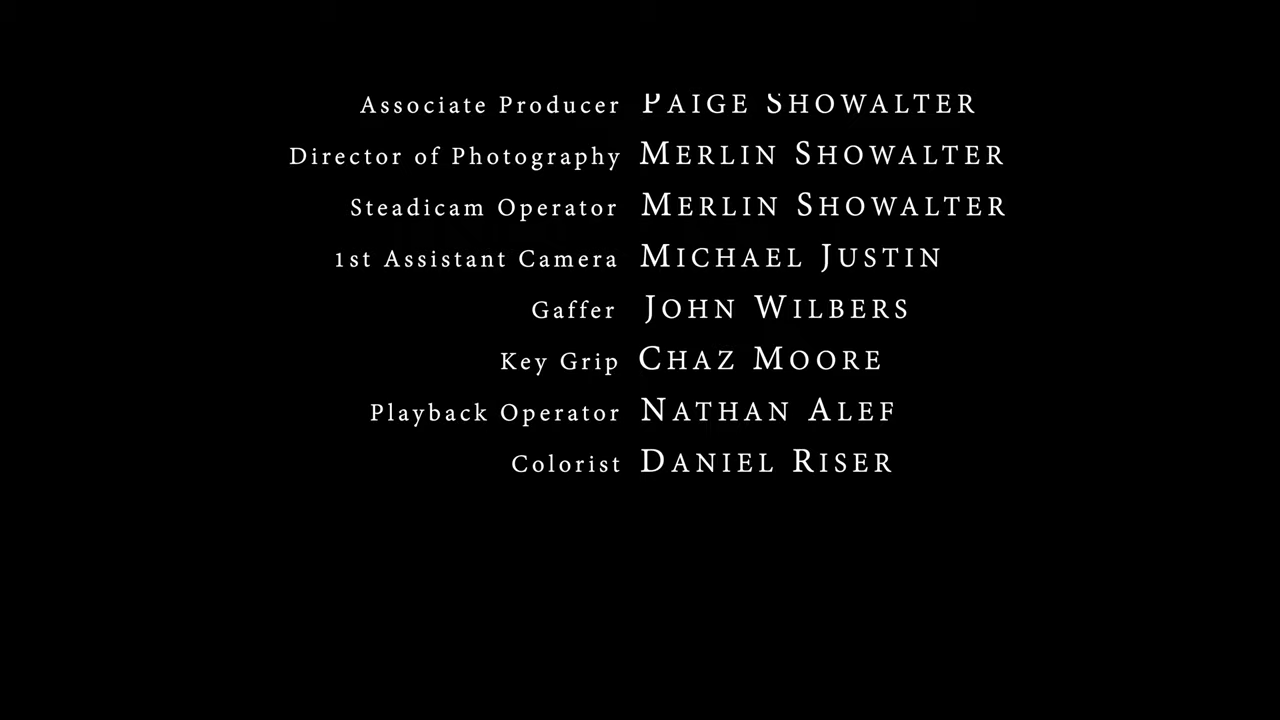 Associate Producer PAIGE SHOWALTER
Director of Photography MERLIN SHOWALTER
Steadicam Operator MERLIN SHOWALTER
1st Assistant Camera MICHAEL JUSTIN
Gaffer JOHN WILBERS
Key Grip CHAZ MOORE
Playback Operator NATHAN ALEF
Colorist DANIEL RISER